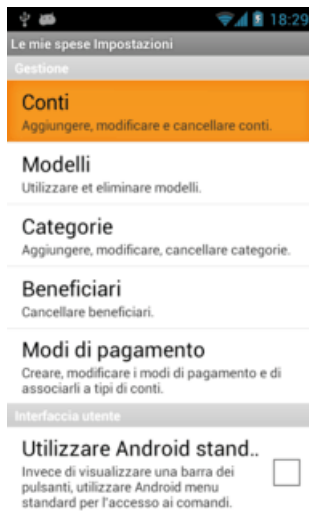 18:29
Le mie spese Impostazioni
Gestione
Conti
Aggiungere, modificare e cancellare conti.
Modelli
Utilizzare et eliminare modelli.
Categorie
Aggiungere, modificare, cancellare categorie.
Beneficiari
Cancellare beneficiari.
Modi di pagamento
Creare, modificare i modi di pagamento e di
associarli a tipi di conti.
Interfaccia utente
Utilizzare Android stand..
Invece di visualizzare una barra dei
pulsanti, utilizzare Android menu
standard per l'accesso ai comandi.